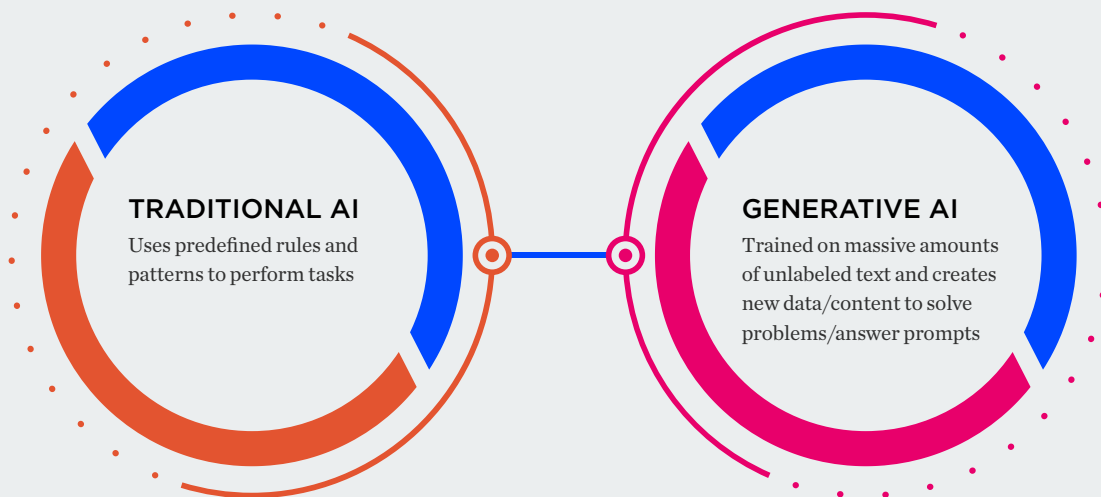 TRADITIONAL AI
Uses predefined rules and
patterns to perform tasks
GENERATIVE AI
Trained on massive amounts
of unlabeled text and creates
new data/content to solve
problems/answer prompts